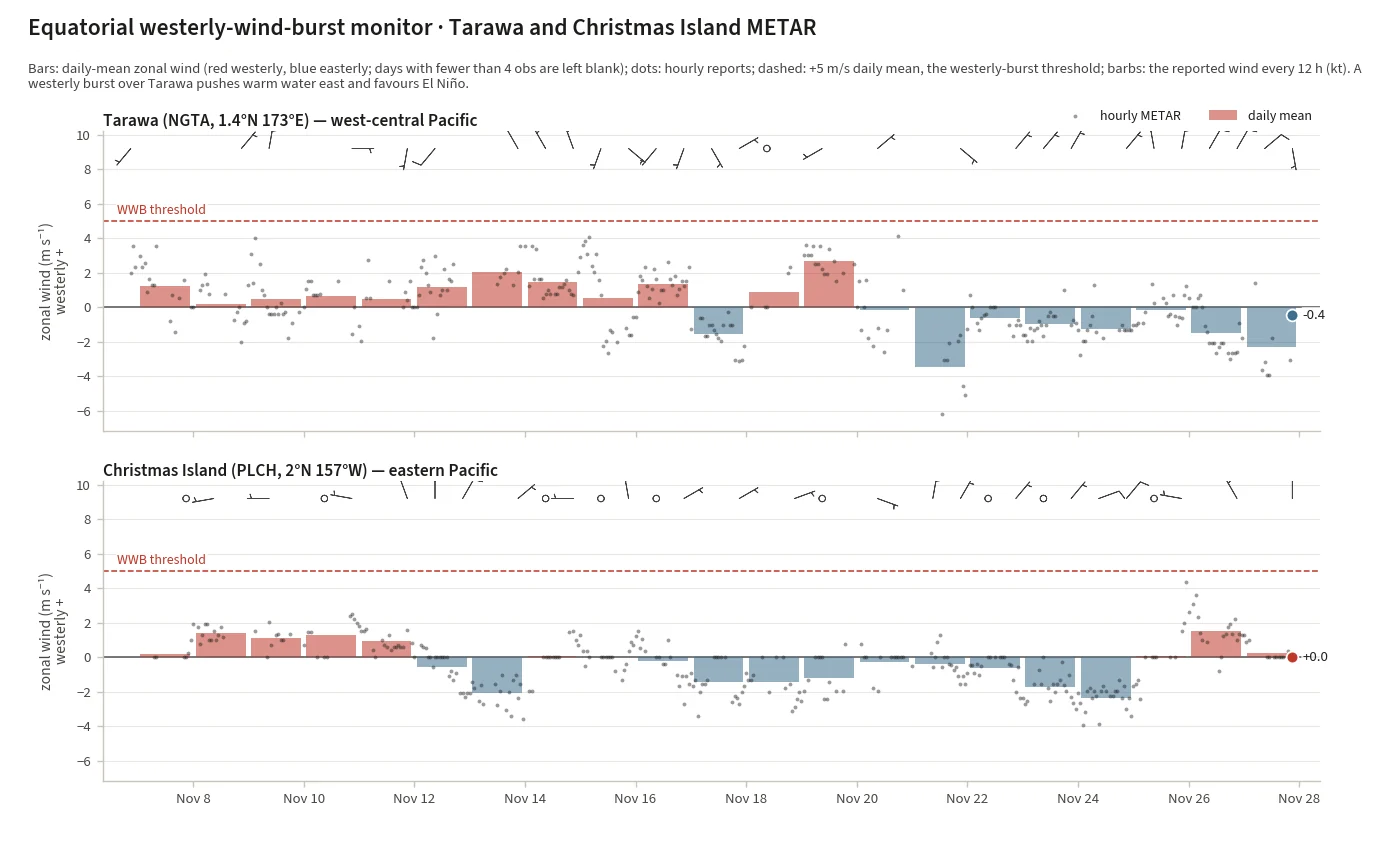 Equatorial westerly-wind-burst monitor · Tarawa and Christmas Island METAR
Bars: daily-mean zonal wind (red westerly, blue easterly; days with fewer than 4 obs are left blank); dots: hourly reports; dashed: +5 m/s daily mean, the westerly-burst threshold; barbs: the reported wind every 12 h (kt). A
westerly burst over Tarawa pushes warm water east and favours El Niño.
Tarawa (NGTA, 1.4°N 173°E) — west-central Pacific
hourly METAR
daily mean
10
8
6
4
2
0
−2
−4
−6
zonal wind (m s⁻¹)
westerly +
WWB threshold
-0.4
Christmas Island (PLCH, 2°N 157°W) — eastern Pacific
10
8
6
4
2
0
−2
−4
−6
zonal wind (m s⁻¹)
westerly +
WWB threshold
+0.0
Nov 8 Nov 10 Nov 12 Nov 14 Nov 16 Nov 18 Nov 20 Nov 22 Nov 24 Nov 26 Nov 28